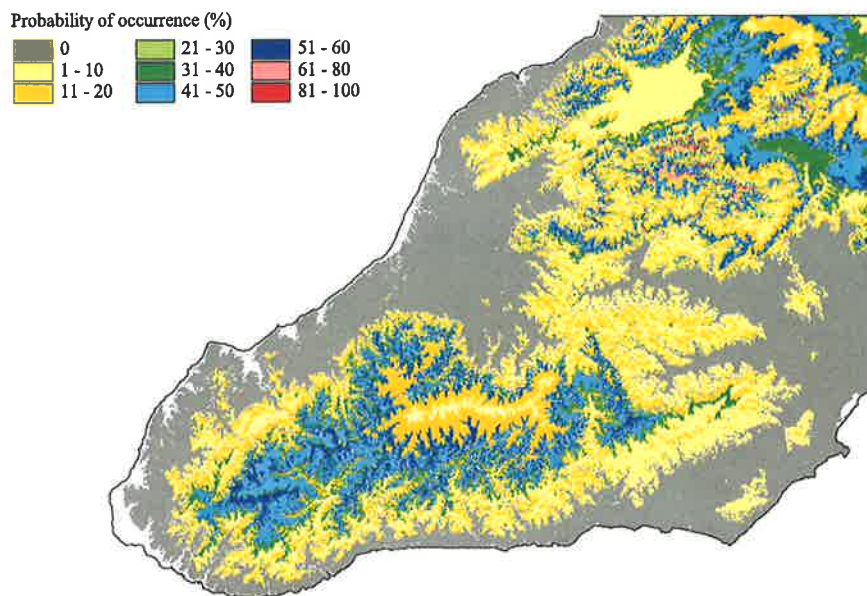 Probability of occurrence (%)
0 21 - 30 51 - 60
1 - 10 31 - 40 61 - 80
11 - 20 41 - 50 81 - 100